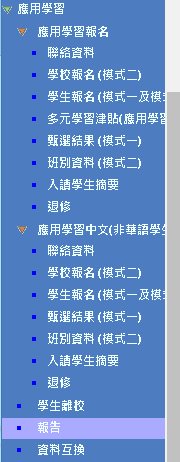 應用學習
應用學習報名
聯絡資料
學校報名 (模式二)
學生報名 (模式一及模
多元學習津貼(應用學習
甄選結果 (模式一)
班別資料 (模式二)
入讀學生摘要
退修
應用學習中文(非華語學生
聯絡資料
學校報名 (模式二)
學生報名 (模式一及模
甄選結果 (模式一)
班別資料 (模式二)
入讀學生摘要
退修
學生離校
報告
資料互換